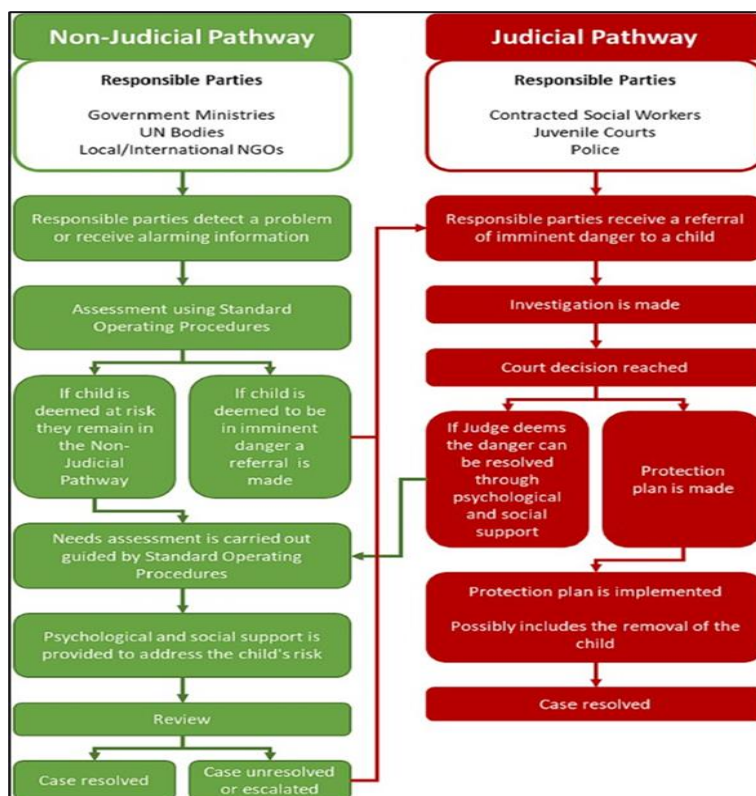 Non-Judicial Pathway
Responsible Parties
Government Ministries
UN Bodies
Local/International NGOs
Responsible parties detect a problem
or receive alarming information
Assessment using Standard
Operating Procedures
If child is
deemed at risk
they remain in
the Non-
Judicial
Pathway
If child is
deemed to be
in imminent
danger a
referral is
made
Needs assessment is carried out
guided by Standard Operating
Procedures
Psychological and social support is
provided to address the child's risk
Review
Case resolved
Case unresolved
or escalated
Judicial Pathway
Responsible Parties
Contracted Social Workers
Juvenile Courts
Police
Responsible parties receive a referral
of imminent danger to a child
Investigation is made
Court decision reached
If Judge deems
the danger can
be resolved
through
psychological
and social
support
Protection
plan is made
Protection plan is implemented
Possibly includes the removal of the
child
Case resolved